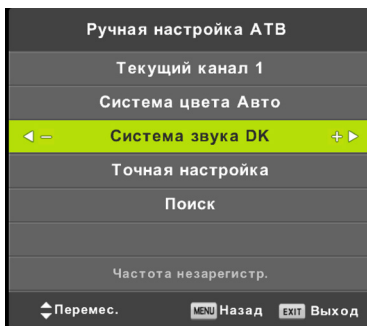 Ручная настройка АТВ
Текущий канал 1
Система цвета Авто
− Система звука DK +
Точная настройка
Поиск
Частота незарегистр.
Перемес. MENU Назад EXIT Выход